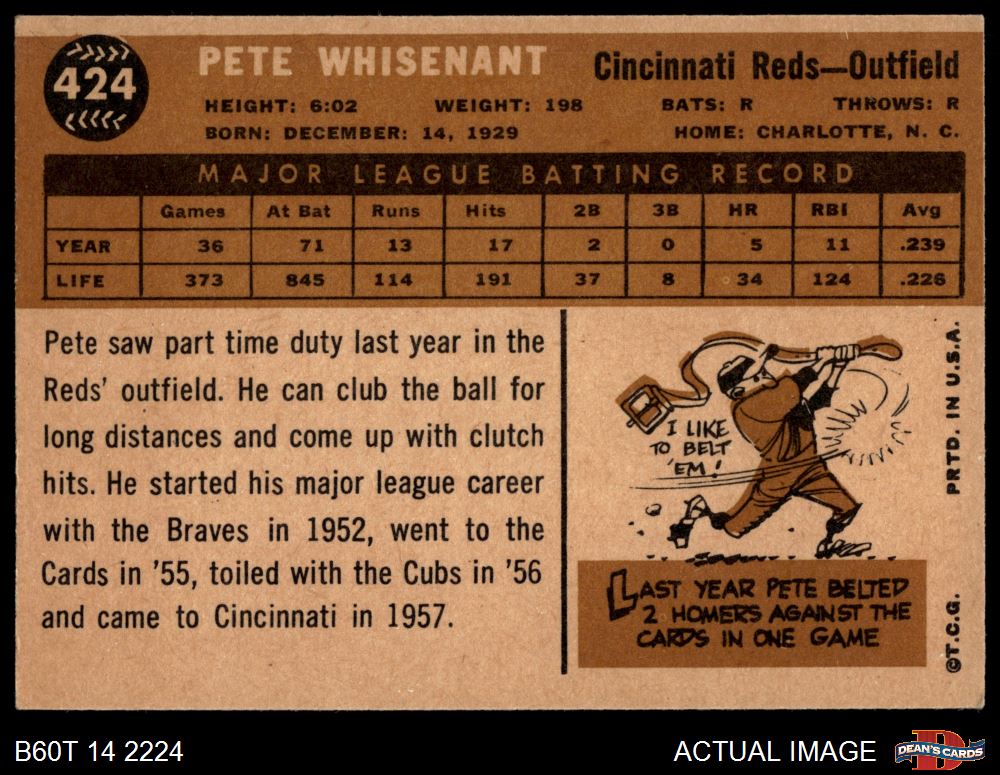 424
PETE WHISENANT
Cincinnati Reds—Outfield
HEIGHT: 6:02 WEIGHT: 198 BATS: R THROWS: R
BORN: DECEMBER: 14, 1929 HOME: CHARLOTTE, N. C.
MAJOR LEAGUE BATTING RECORD
Games At Bat Runs Hits 2B 3B HR RBI Avg
YEAR 36 71 13 17 2 0 5 11 .239
LIFE 373 845 114 191 37 8 34 124 .226
Pete saw part time duty last year in the
Reds' outfield. He can club the ball for
long distances and come up with clutch
hits. He started his major league career
with the Braves in 1952, went to the
Cards in '55, toiled with the Cubs in '56
and came to Cincinnati in 1957.
I LIKE
TO BELT
'EM!
LAST YEAR PETE BELTED
2 HOMERS AGAINST THE
CARDS IN ONE GAME
©T.C.G. PRTD. IN U.S.A.
B60T 14 2224
ACTUAL IMAGE
D
DEAN'S CARDS